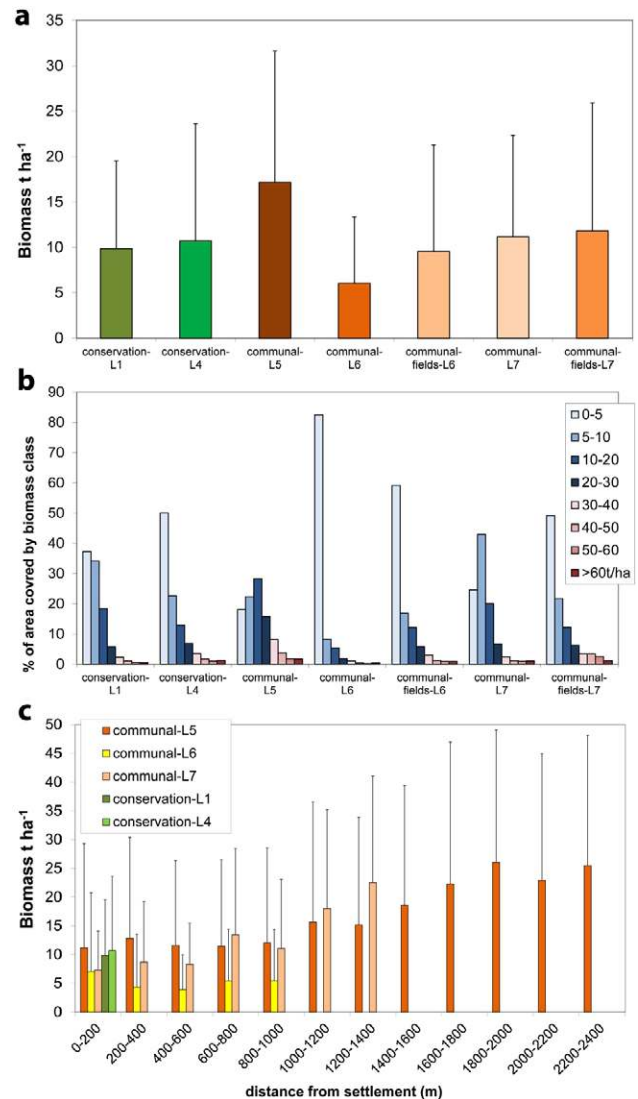 a
35
30
25
20
15
10
5
0
Biomass t ha-1
conservation-L1
conservation-L4
communal-L5
communal-L6
communal-fields-L6
communal-L7
communal-fields-L7
b
90
80
70
60
50
40
30
20
10
0
% of area covred by biomass class
0-5
5-10
10-20
20-30
30-40
40-50
50-60
>60t/ha
conservation-L1
conservation-L4
communal-L5
communal-L6
communal-fields-L6
communal-L7
communal-fields-L7
c
50
45
40
35
30
25
20
15
10
5
0
Biomass t ha-1
communal-L5
communal-L6
communal-L7
conservation-L1
conservation-L4
0-200
200-400
400-600
600-800
800-1000
1000-1200
1200-1400
1400-1600
1600-1800
1800-2000
2000-2200
2200-2400
distance from settlement (m)